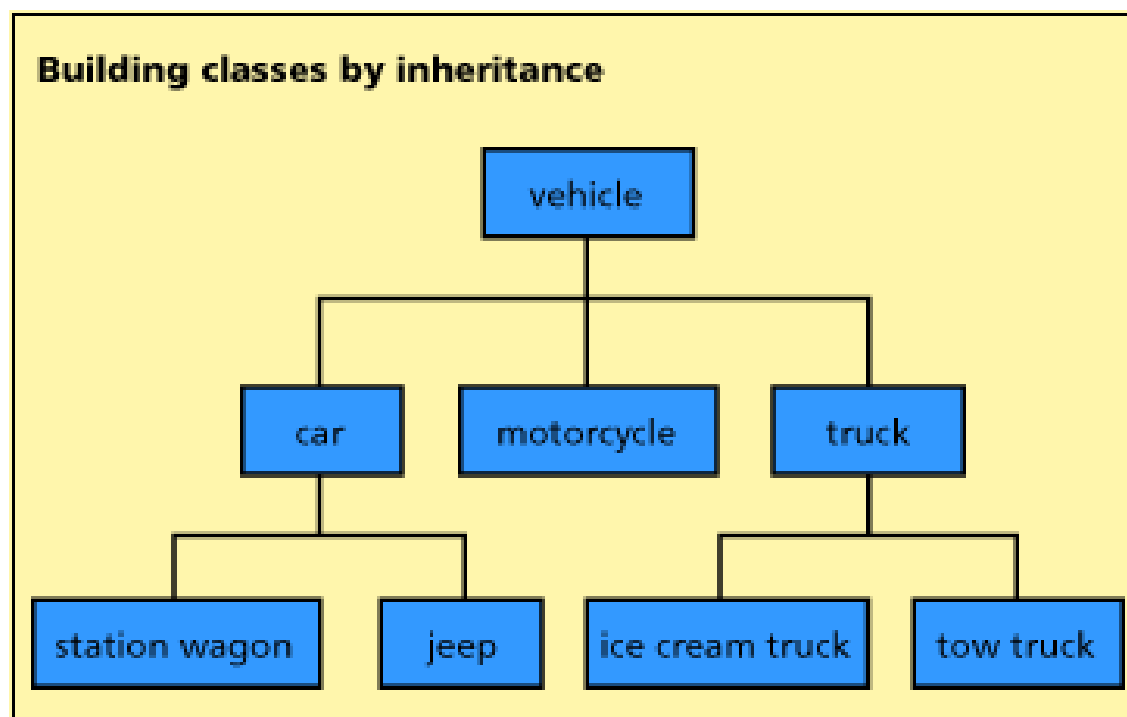 Building classes by inheritance
vehicle
car
motorcycle
truck
station wagon
jeep
ice cream truck
tow truck